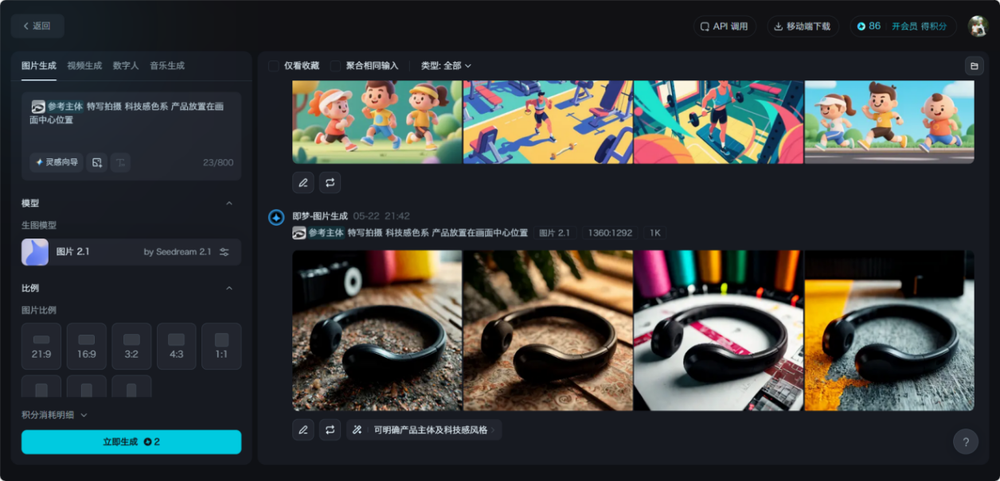 返回
API 调用
移动端下载
86 开会员 得积分
图片生成 视频生成 数字人 音乐生成
参考主体 特写拍摄 科技感色系 产品放置在画
面中心位置
灵感向导
23/800
模型
生图模型
图片 2.1
by Seedream 2.1
比例
图片比例
21:9 16:9 3:2 4:3 1:1
积分消耗明细
立即生成 2
仅看收藏 聚合相同输入 类型: 全部
即梦-图片生成 05-22 21:42
参考主体 特写拍摄 科技感色系 产品放置在画面中心位置 图片 2.1 1360:1292 1K
可明确产品主体及科技感风格
?